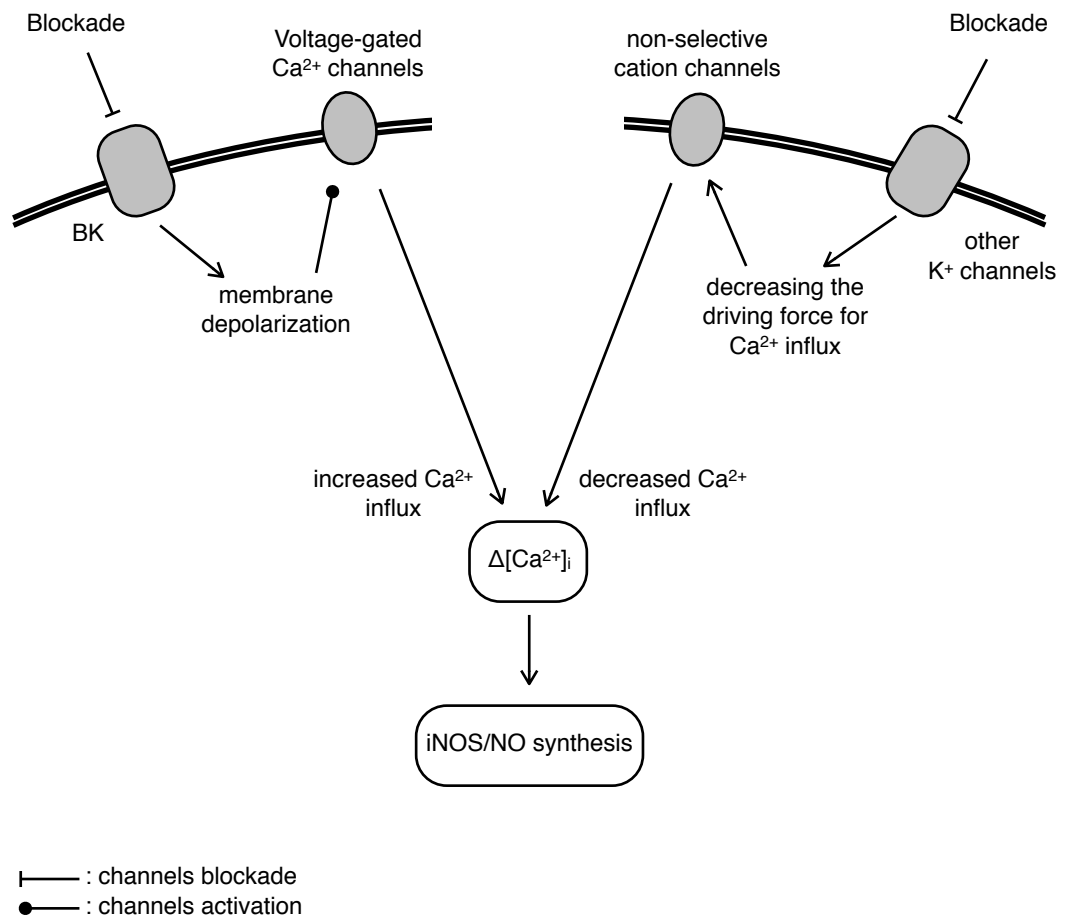 Blockade
Voltage-gated
Ca²⁺ channels
non-selective
cation channels
Blockade
BK
other
K⁺ channels
membrane
depolarization
decreasing the
driving force for
Ca²⁺ influx
increased Ca²⁺
influx
decreased Ca²⁺
influx
Δ[Ca²⁺]ᵢ
iNOS/NO synthesis
: channels blockade
: channels activation